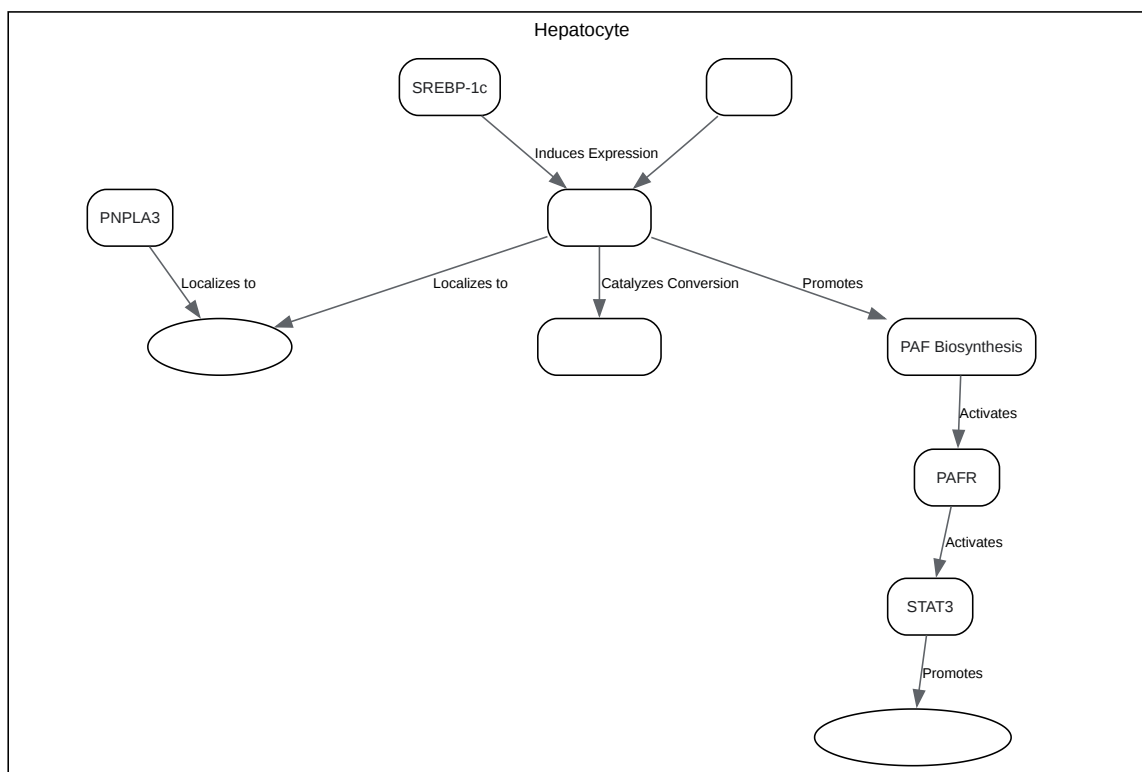 Hepatocyte
SREBP-1c
Induces Expression
PNPLA3
Localizes to
Localizes to
Catalyzes Conversion
Promotes
PAF Biosynthesis
Activates
PAFR
Activates
STAT3
Promotes